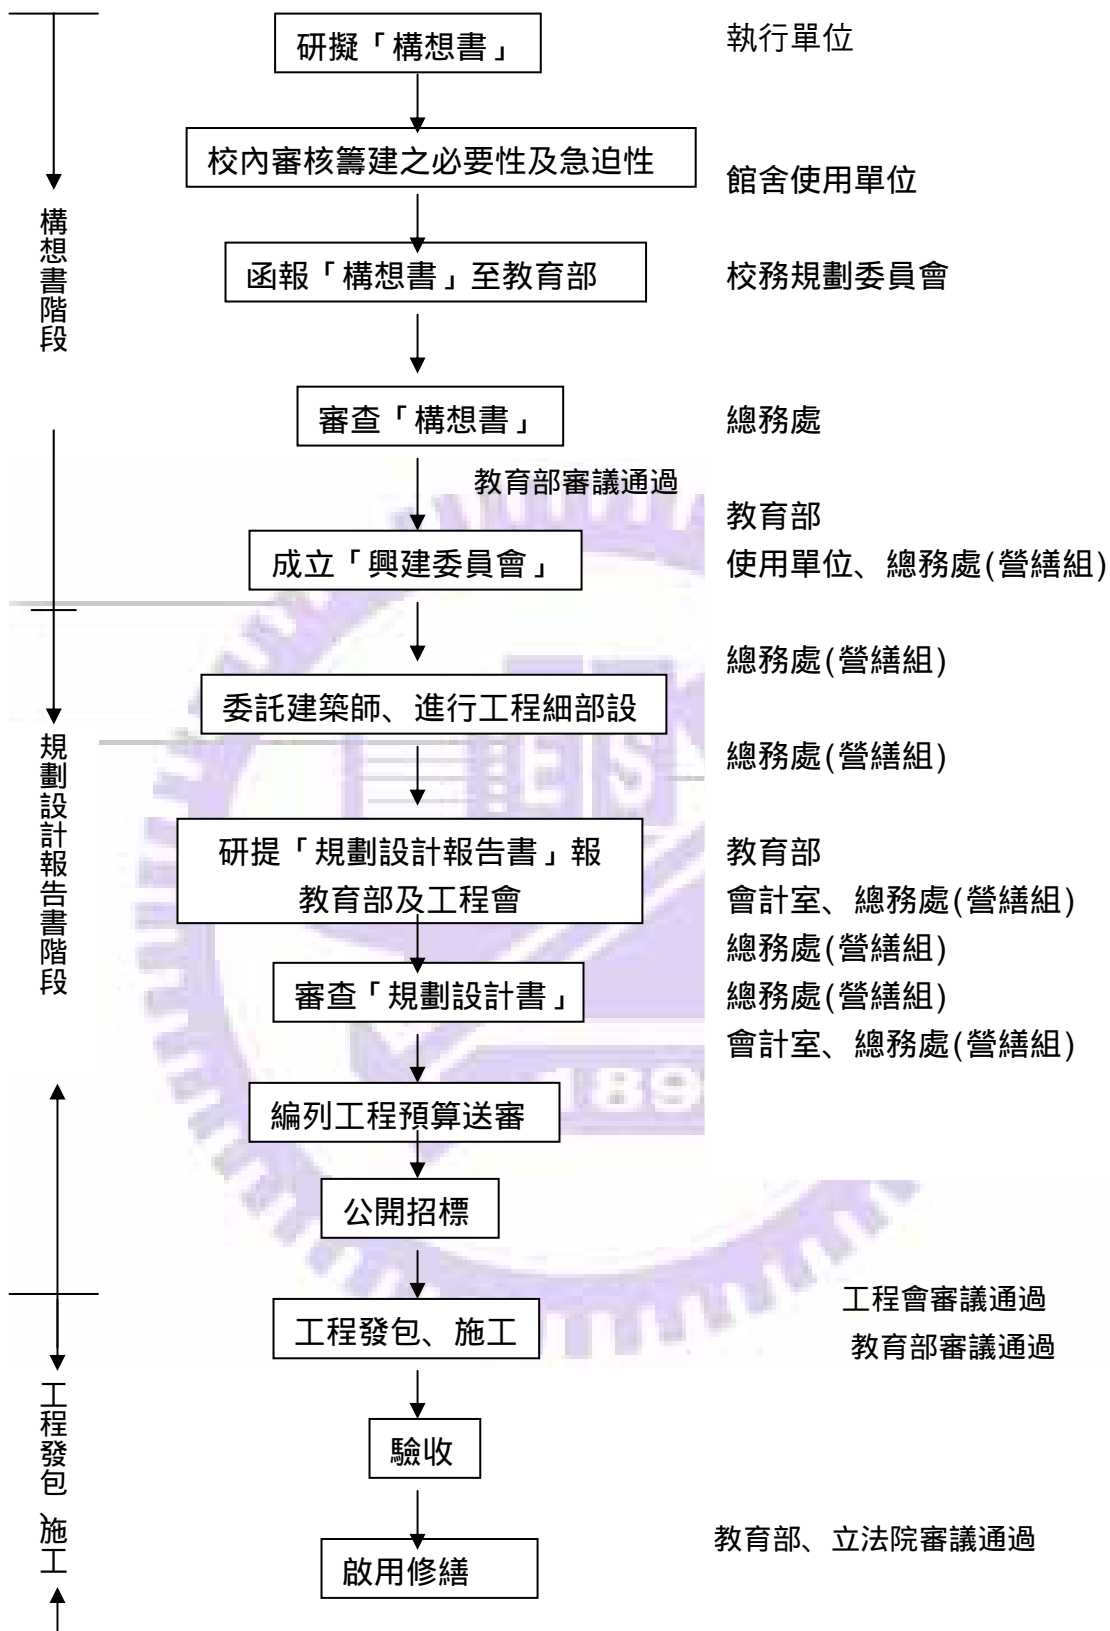 研擬「構想書」
執行單位
校內審核籌建之必要性及急迫性
館舍使用單位
構想書階段
函報「構想書」至教育部
校務規劃委員會
審查「構想書」
總務處
教育部審議通過
教育部
成立「興建委員會」
使用單位、總務處(營繕組)
總務處(營繕組)
委託建築師、進行工程細部設
總務處(營繕組)
規劃設計報告書階段
研提「規劃設計報告書」報
教育部及工程會
教育部
會計室、總務處(營繕組)
總務處(營繕組)
審查「規劃設計書」
總務處(營繕組)
會計室、總務處(營繕組)
ES
189
編列工程預算送審
公開招標
工程發包、施工
工程會審議通過
教育部審議通過
工程發包、施工
驗收
教育部、立法院審議通過
啟用修繕